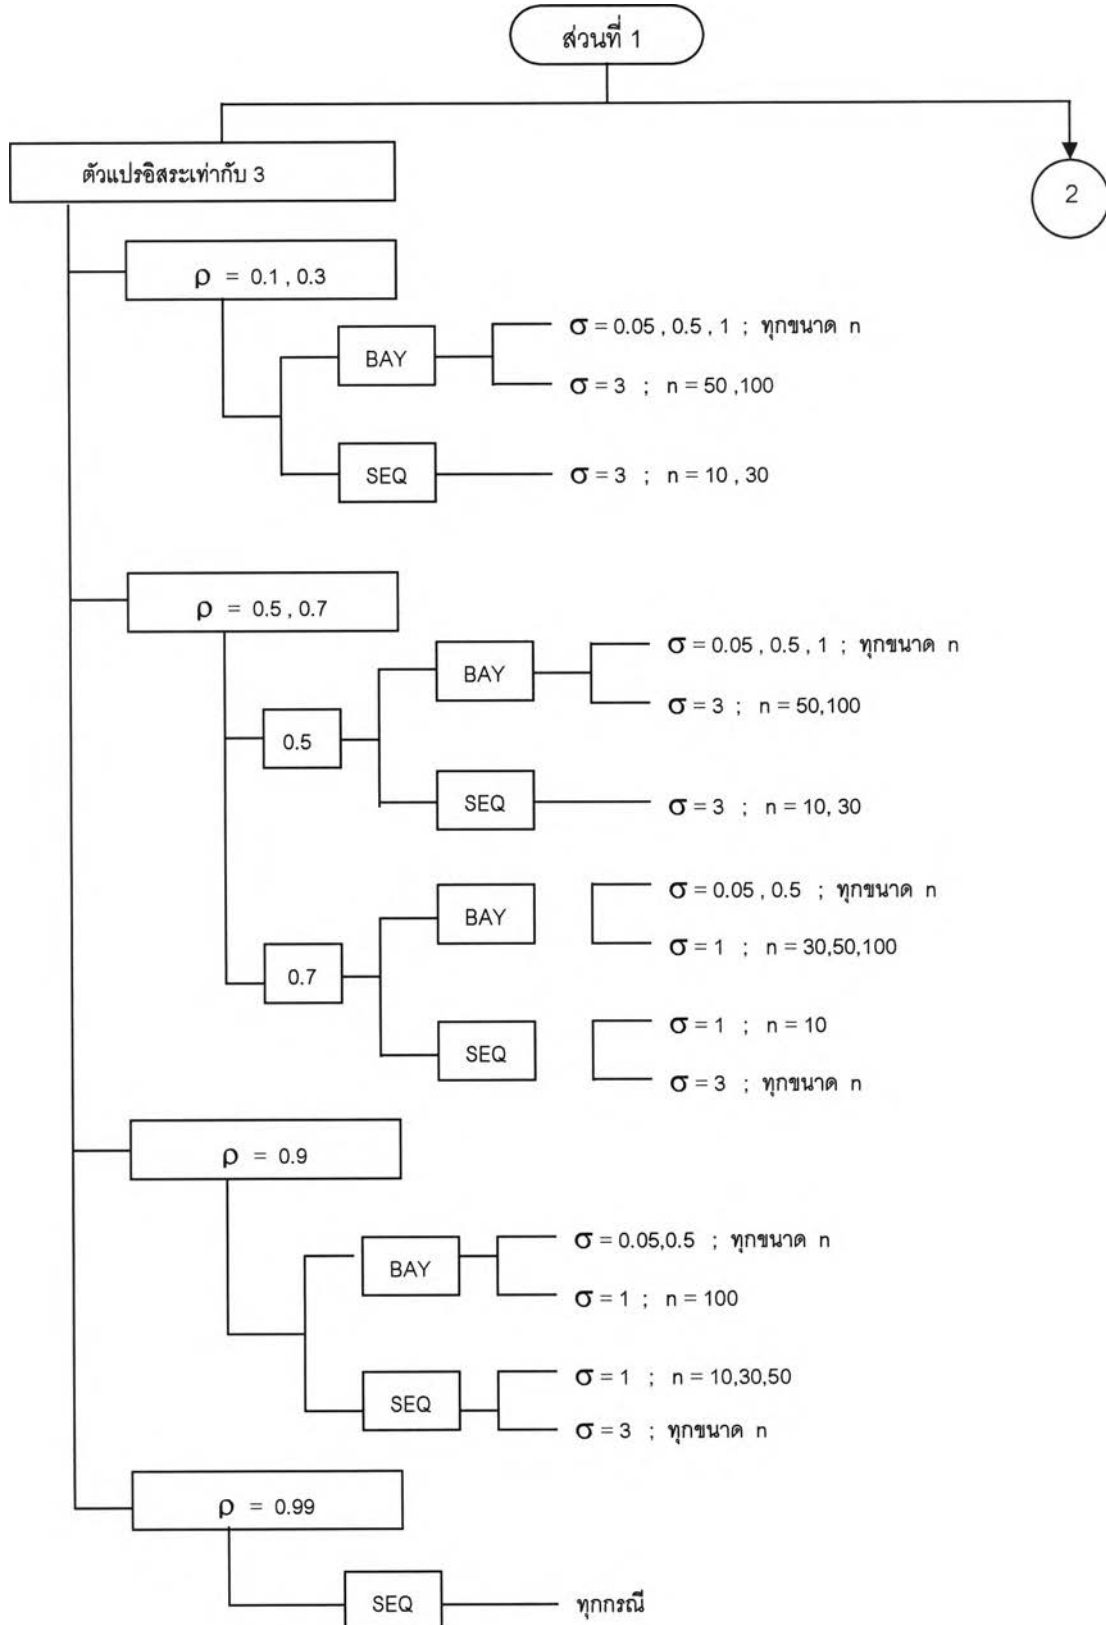 ส่วนที่ 1
ตัวแปรอิสระเท่ากับ 3
2
ρ = 0.1 , 0.3
BAY
σ = 0.05 , 0.5 , 1 ; ทุกขนาด n
σ = 3 ; n = 50 ,100
SEQ
σ = 3 ; n = 10 , 30
ρ = 0.5 , 0.7
0.5
BAY
σ = 0.05 , 0.5 , 1 ; ทุกขนาด n
σ = 3 ; n = 50,100
SEQ
σ = 3 ; n = 10, 30
0.7
BAY
σ = 0.05 , 0.5 ; ทุกขนาด n
σ = 1 ; n = 30,50,100
SEQ
σ = 1 ; n = 10
σ = 3 ; ทุกขนาด n
ρ = 0.9
BAY
σ = 0.05,0.5 ; ทุกขนาด n
σ = 1 ; n = 100
SEQ
σ = 1 ; n = 10,30,50
σ = 3 ; ทุกขนาด n
ρ = 0.99
SEQ
ทุกกรณี